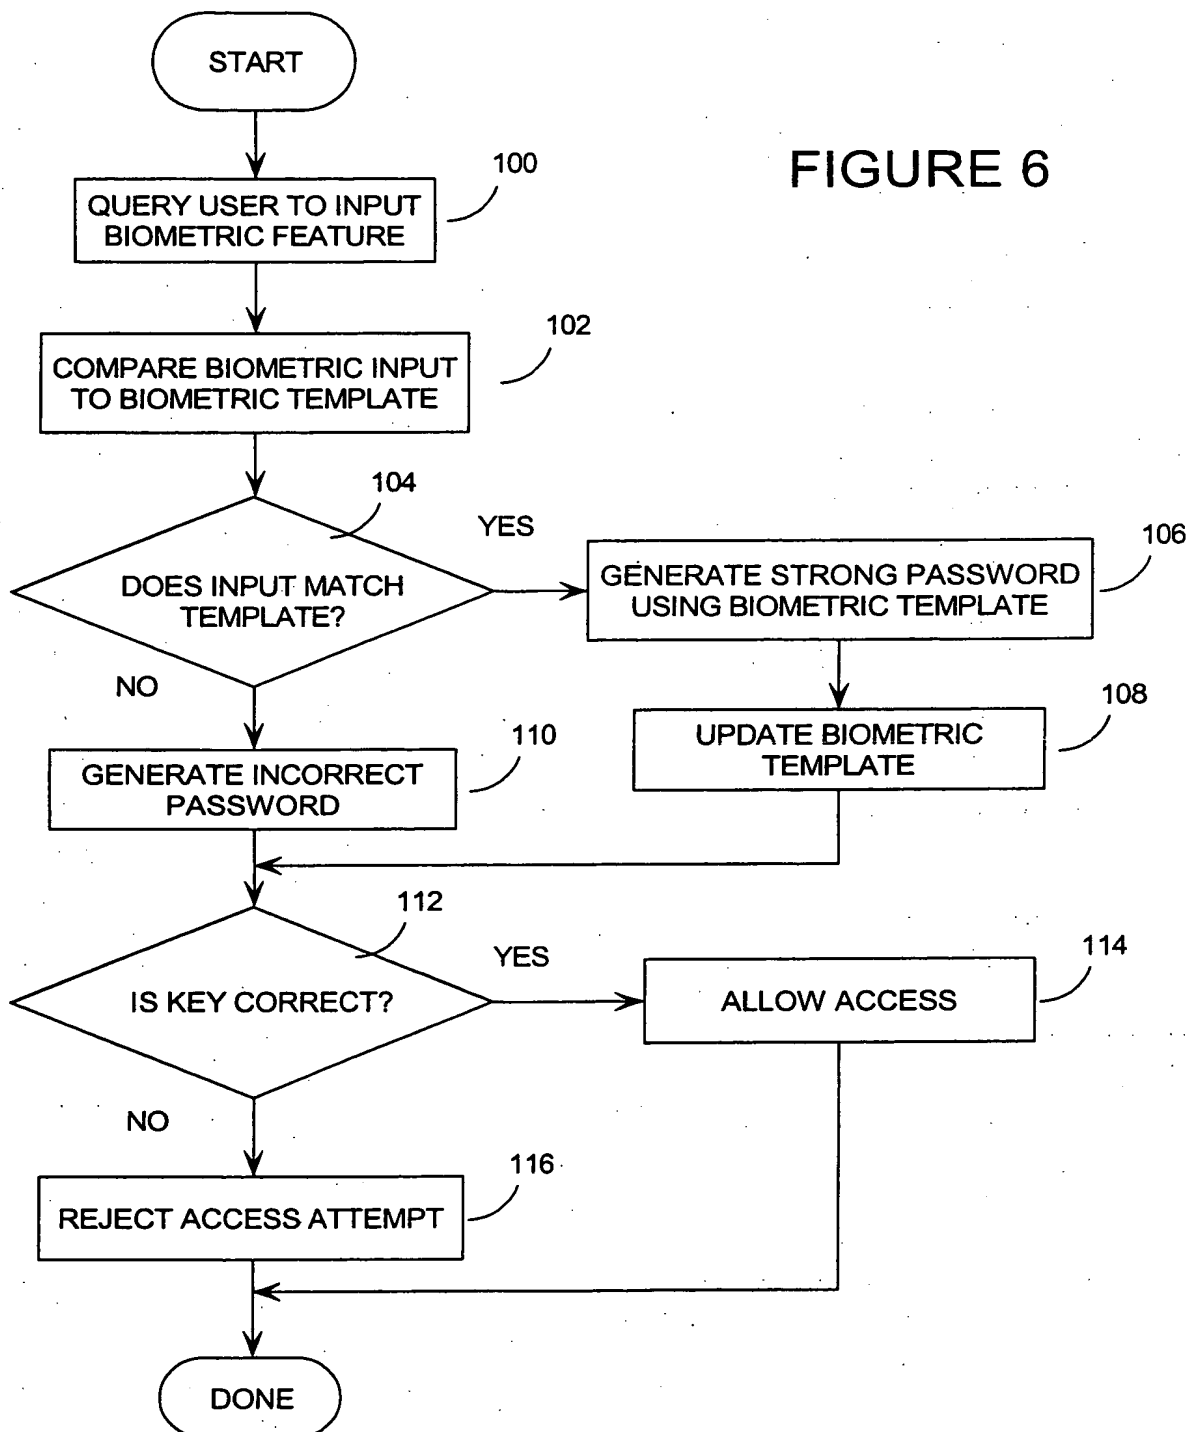 START
FIGURE 6
100
QUERY USER TO INPUT
BIOMETRIC FEATURE
102
COMPARE BIOMETRIC INPUT
TO BIOMETRIC TEMPLATE
104
DOES INPUT MATCH
TEMPLATE?
YES
106
GENERATE STRONG PASSWORD
USING BIOMETRIC TEMPLATE
NO
108
UPDATE BIOMETRIC
TEMPLATE
110
GENERATE INCORRECT
PASSWORD
112
IS KEY CORRECT?
YES
114
ALLOW ACCESS
NO
116
REJECT ACCESS ATTEMPT
DONE